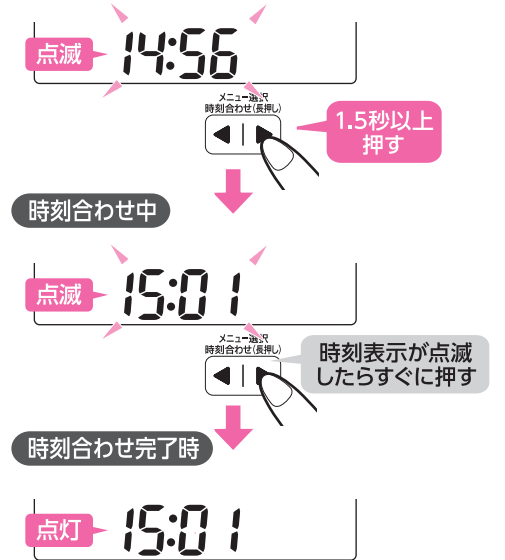 点滅
14:56
メニュー選択
時刻合わせ(長押し)
1.5秒以上
押す
時刻合わせ中
点滅
15:01
メニュー選択
時刻合わせ(長押し)
時刻表示が点滅
したらすぐに押す
時刻合わせ完了時
点灯
15:01